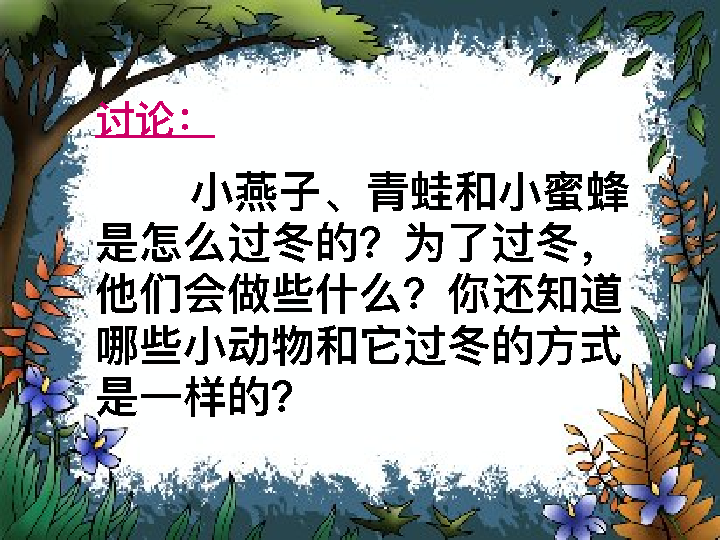 讨论：
小燕子、青蛙和小蜜蜂
是怎么过冬的？为了过冬，
他们会做些什么？你还知道
哪些小动物和它过冬的方式
是一样的？